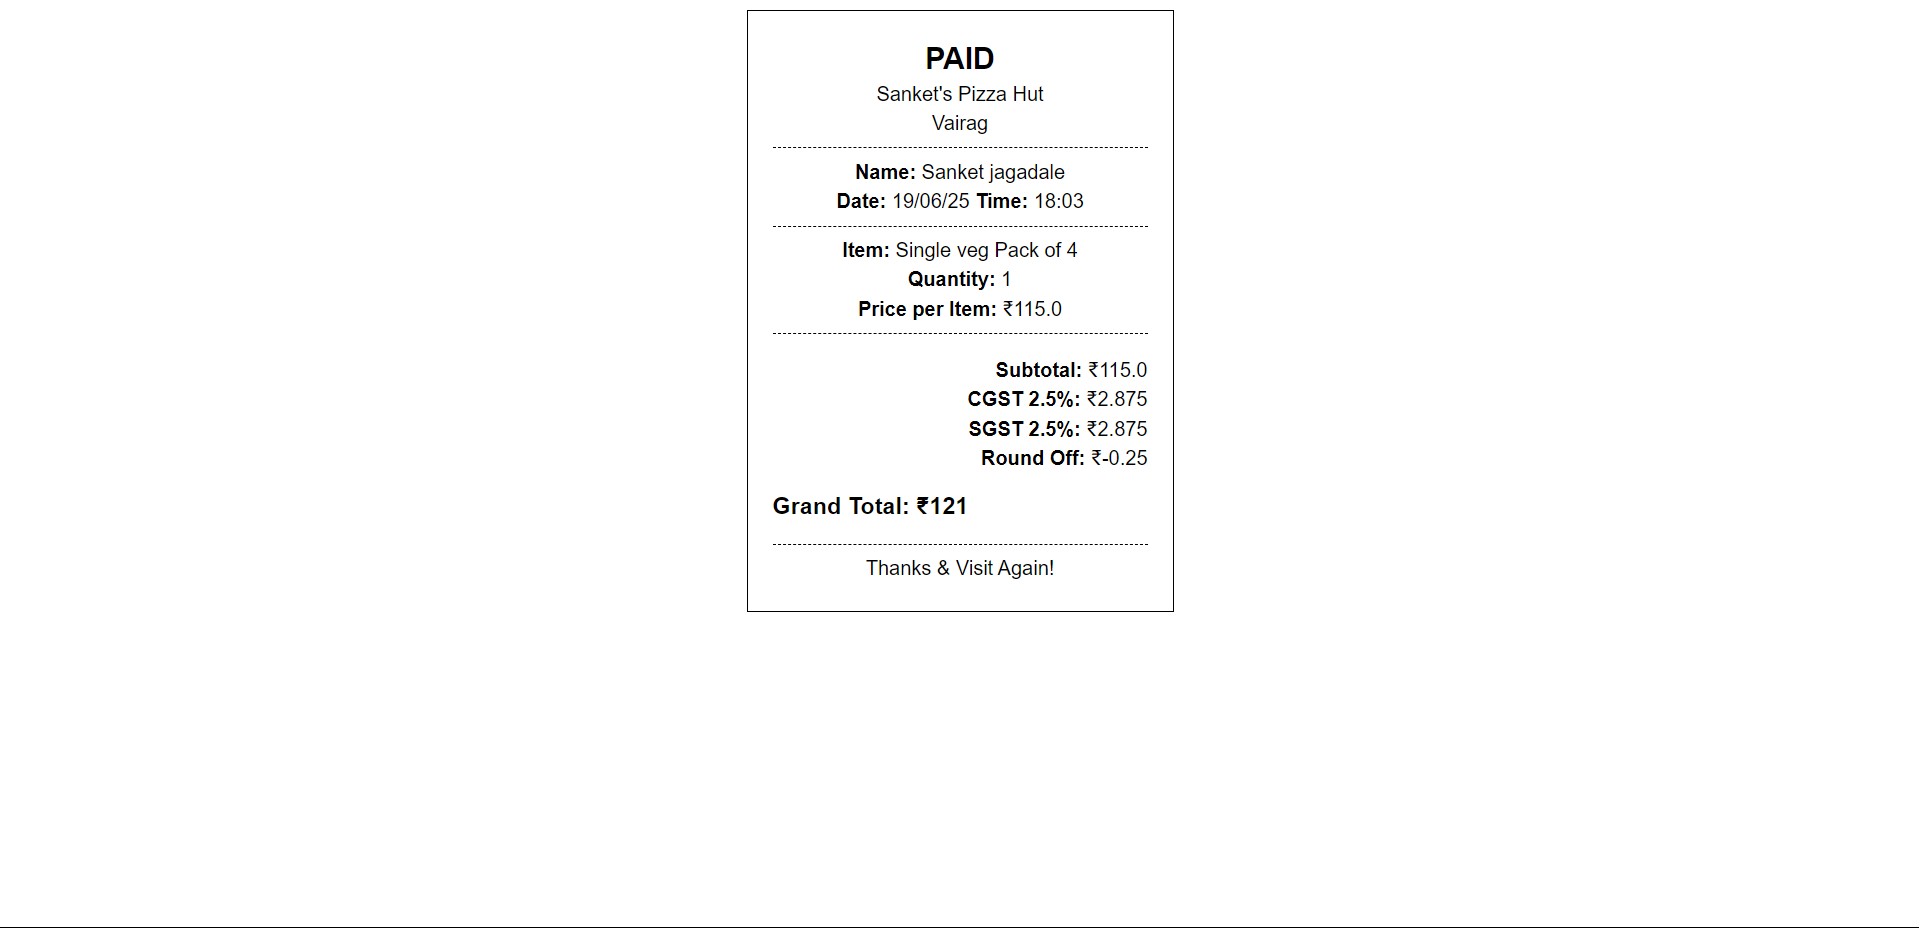 PAID
Sanket's Pizza Hut
Vairag
Name: Sanket jagadale
Date: 19/06/25 Time: 18:03
Item: Single veg Pack of 4
Quantity: 1
Price per Item: ₹115.0
Subtotal: ₹115.0
CGST 2.5%: ₹2.875
SGST 2.5%: ₹2.875
Round Off: ₹-0.25
Grand Total: ₹121
Thanks & Visit Again!